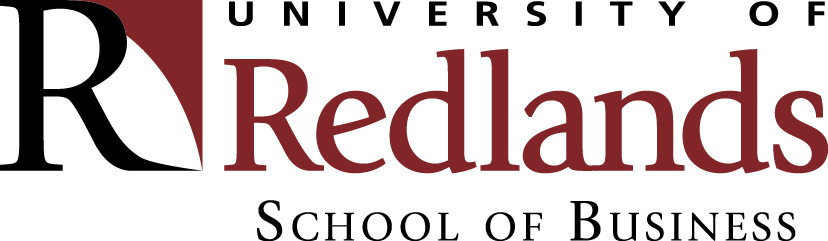 R
UNIVERSITY OF
Redlands
SCHOOL OF BUSINESS